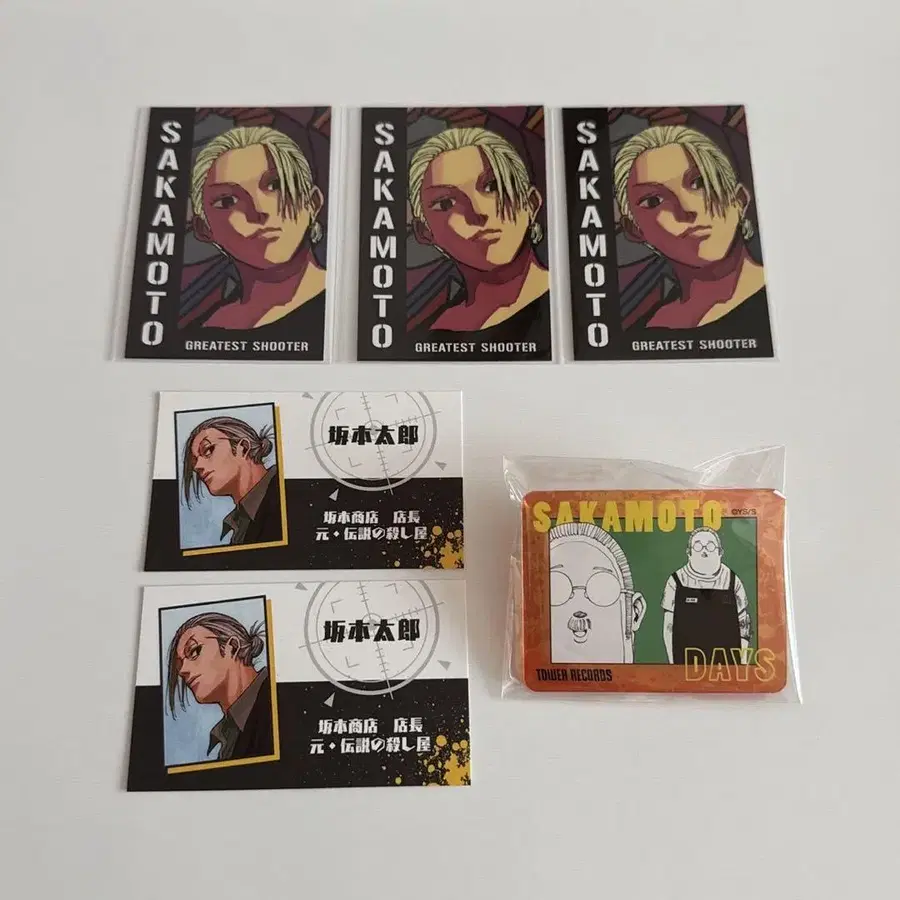 SAKAMOTO
GREATEST SHOOTER
SAKAMOTO
GREATEST SHOOTER
SAKAMOTO
GREATEST SHOOTER
坂本太郎
坂本商店 店長
元・伝説の殺し屋
坂本太郎
坂本商店 店長
元・伝説の殺し屋
SAKAMOTO
©YS/S
DAYS
TOWER RECORDS